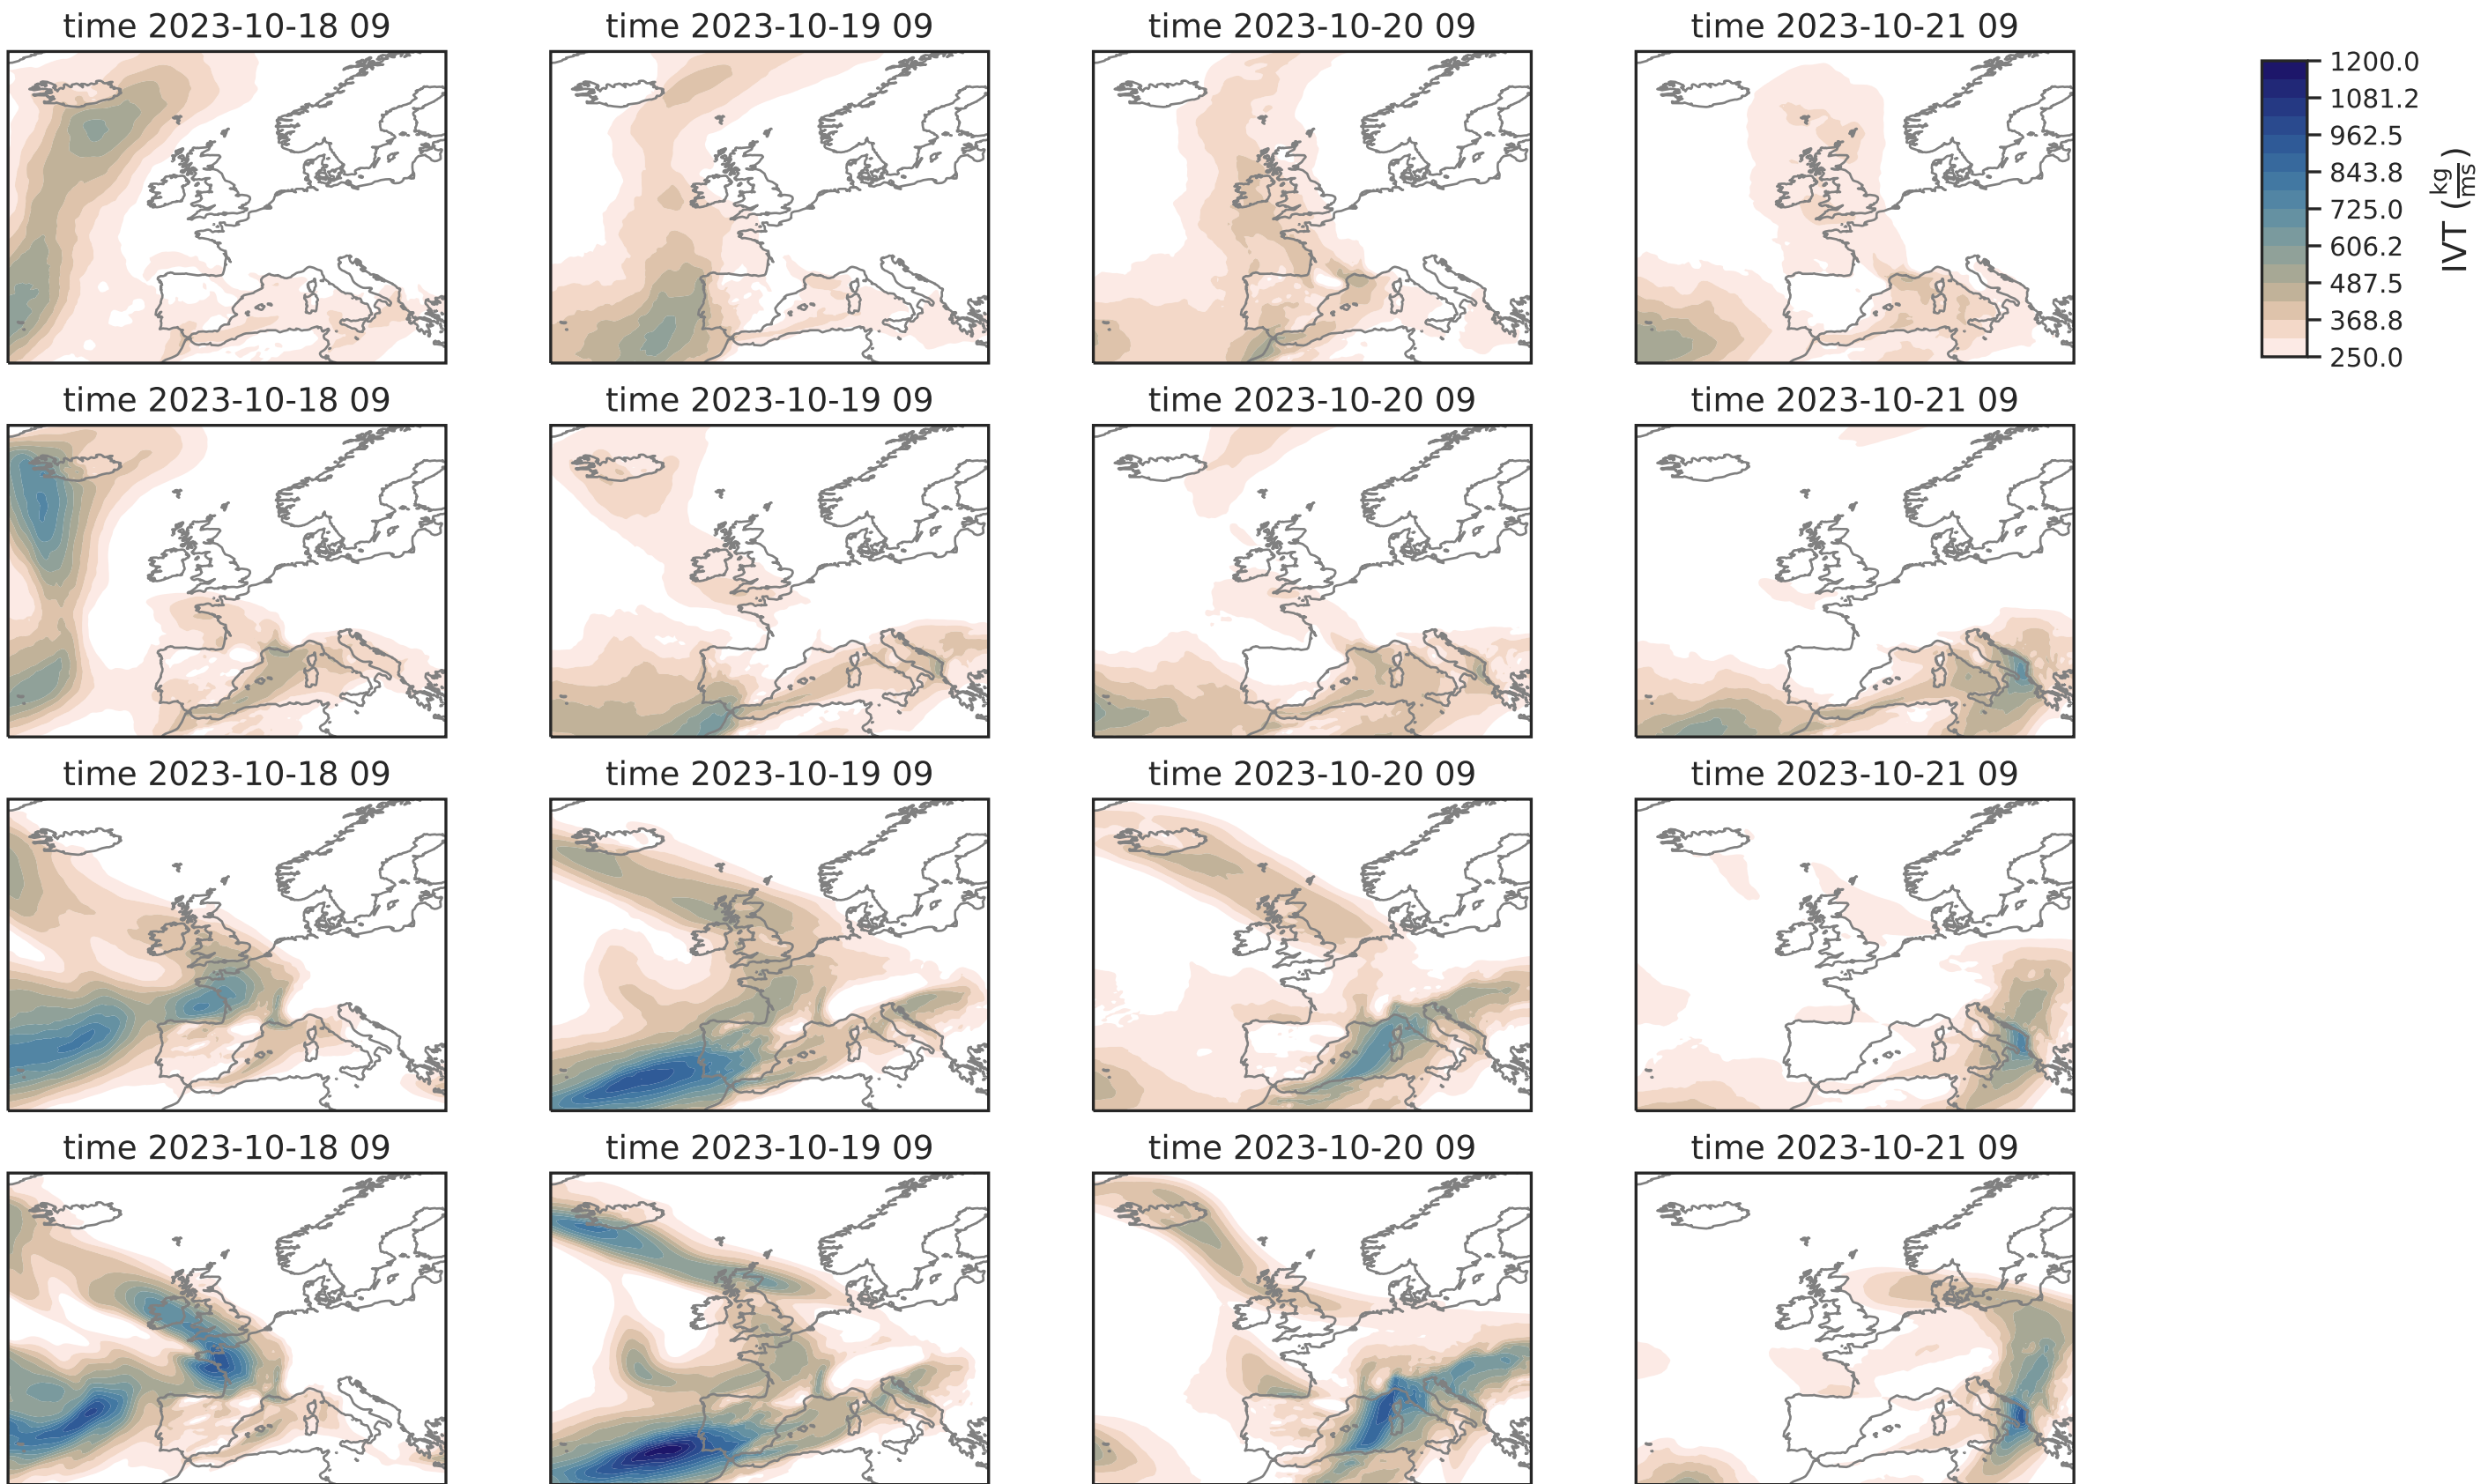 time 2023-10-18 09
time 2023-10-19 09
time 2023-10-20 09
time 2023-10-21 09
1200.0
1081.2
962.5
843.8
725.0
606.2
487.5
368.8
250.0
IVT (kg/ms)
time 2023-10-18 09
time 2023-10-19 09
time 2023-10-20 09
time 2023-10-21 09
time 2023-10-18 09
time 2023-10-19 09
time 2023-10-20 09
time 2023-10-21 09
time 2023-10-18 09
time 2023-10-19 09
time 2023-10-20 09
time 2023-10-21 09